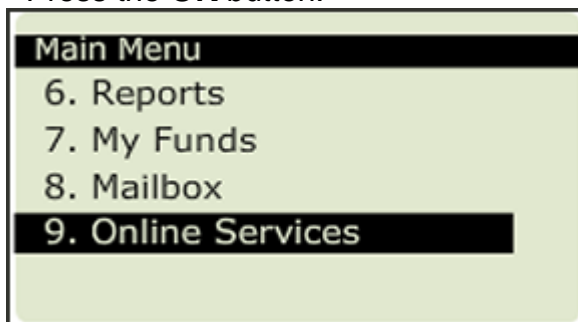 Press the OK button.
Main Menu
6. Reports
7. My Funds
8. Mailbox
9. Online Services